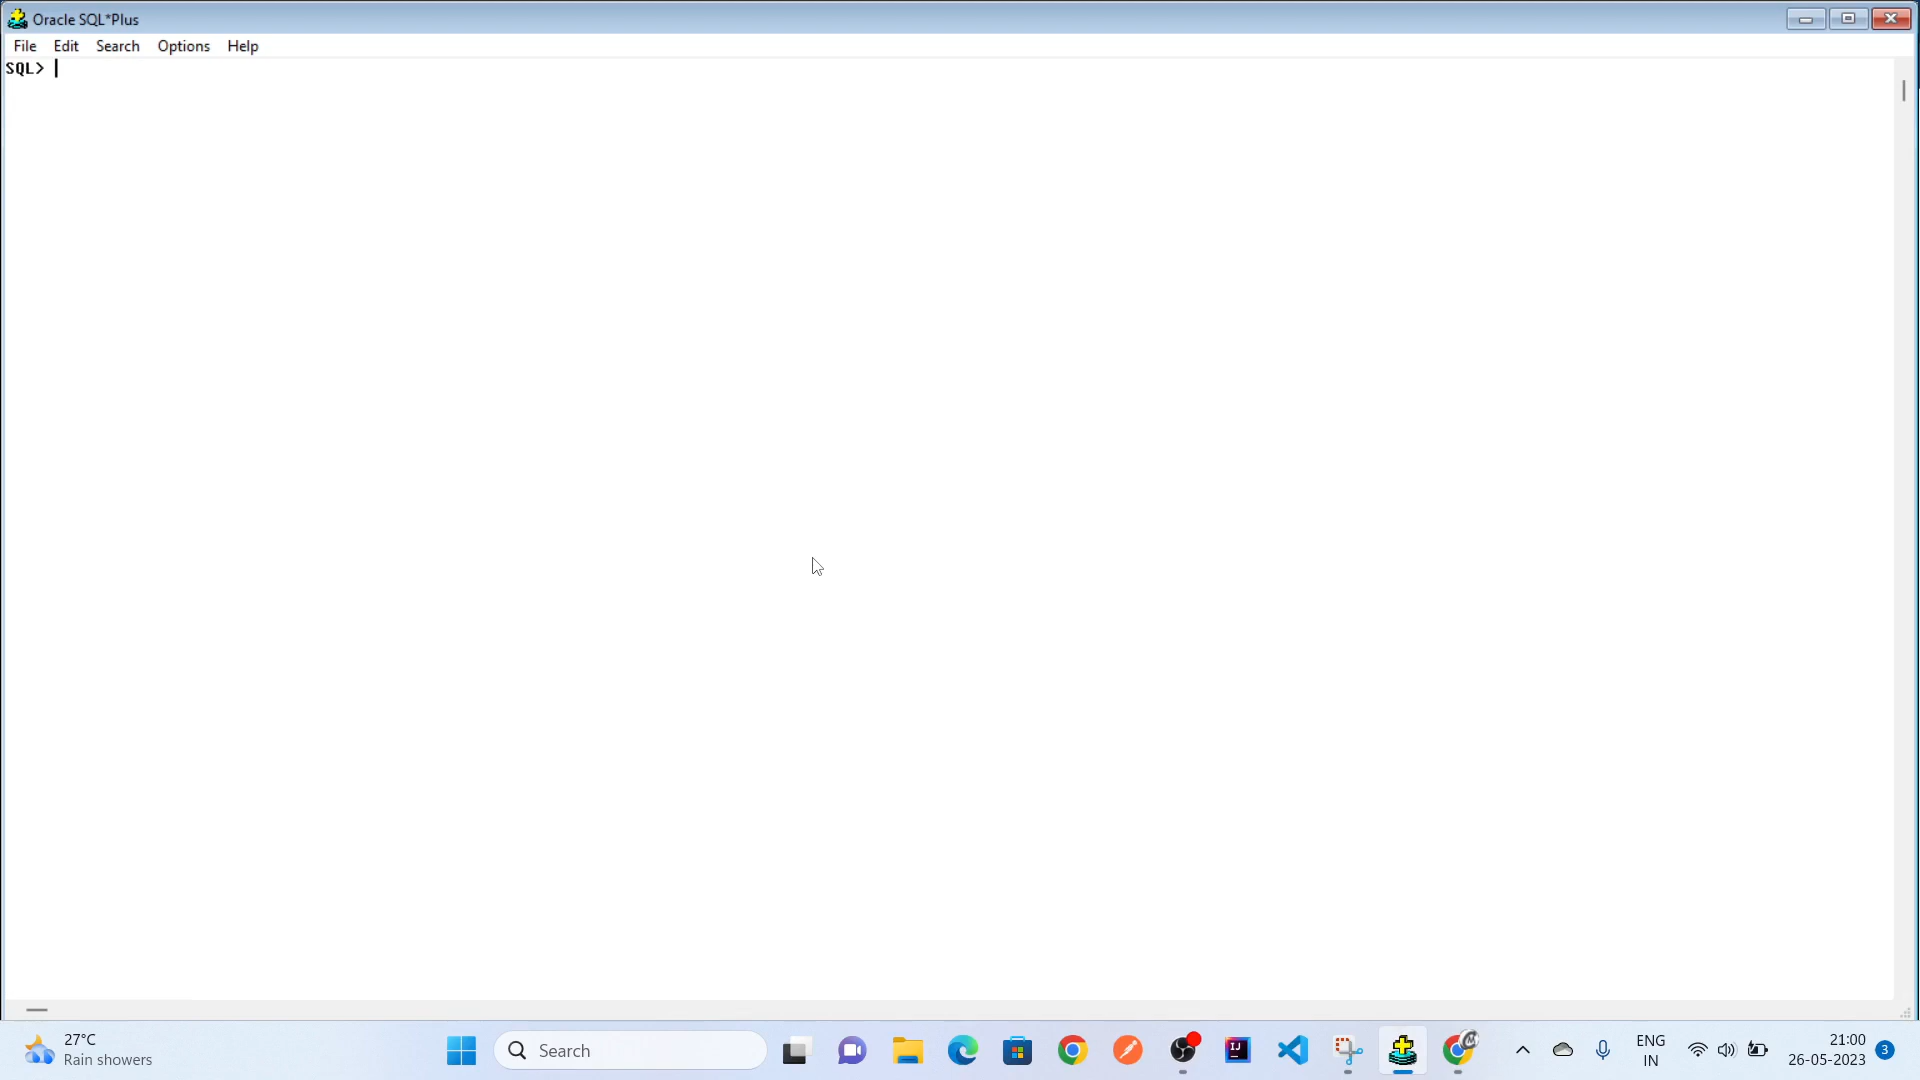 Oracle SQL*Plus
File Edit Search Options Help
SQL>
27°C
Rain showers
Search
ENG
IN
21:00
26-05-2023
3